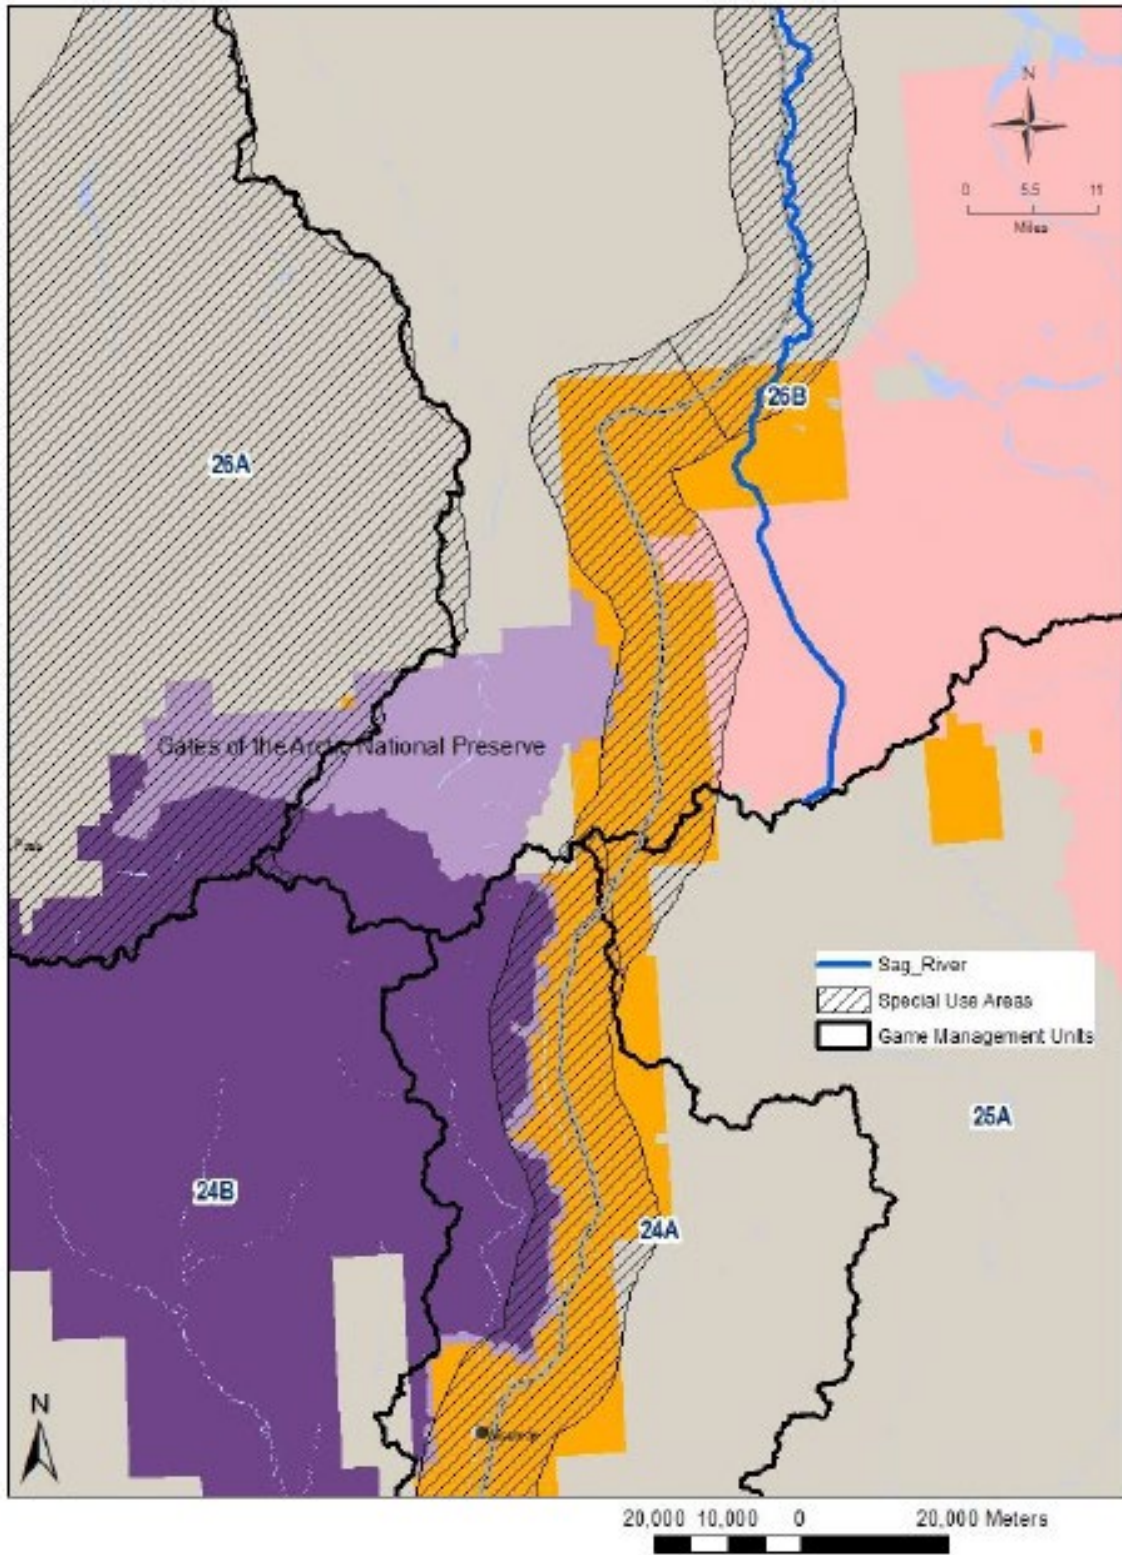 N
0 5.5 11
Miles
26B
26A
Gates of the Arctic National Preserve
Sag_River
Special Use Areas
Game Management Units
25A
24B
24A
N
20,000 10,000 0 20,000 Meters